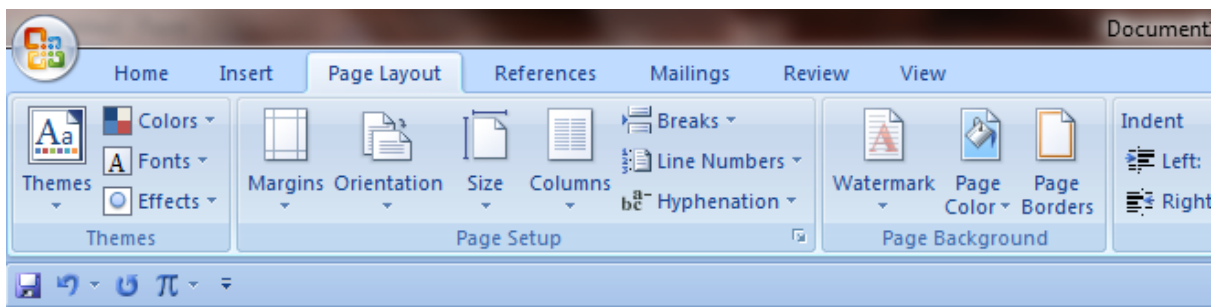 Document
Home Insert Page Layout References Mailings Review View
Themes
Colors
Fonts
Effects
Themes
Margins
Orientation
Size
Columns
Breaks
Line Numbers
Hyphenation
Page Setup
Watermark
Page Color
Page Borders
Page Background
Indent
Left:
Right